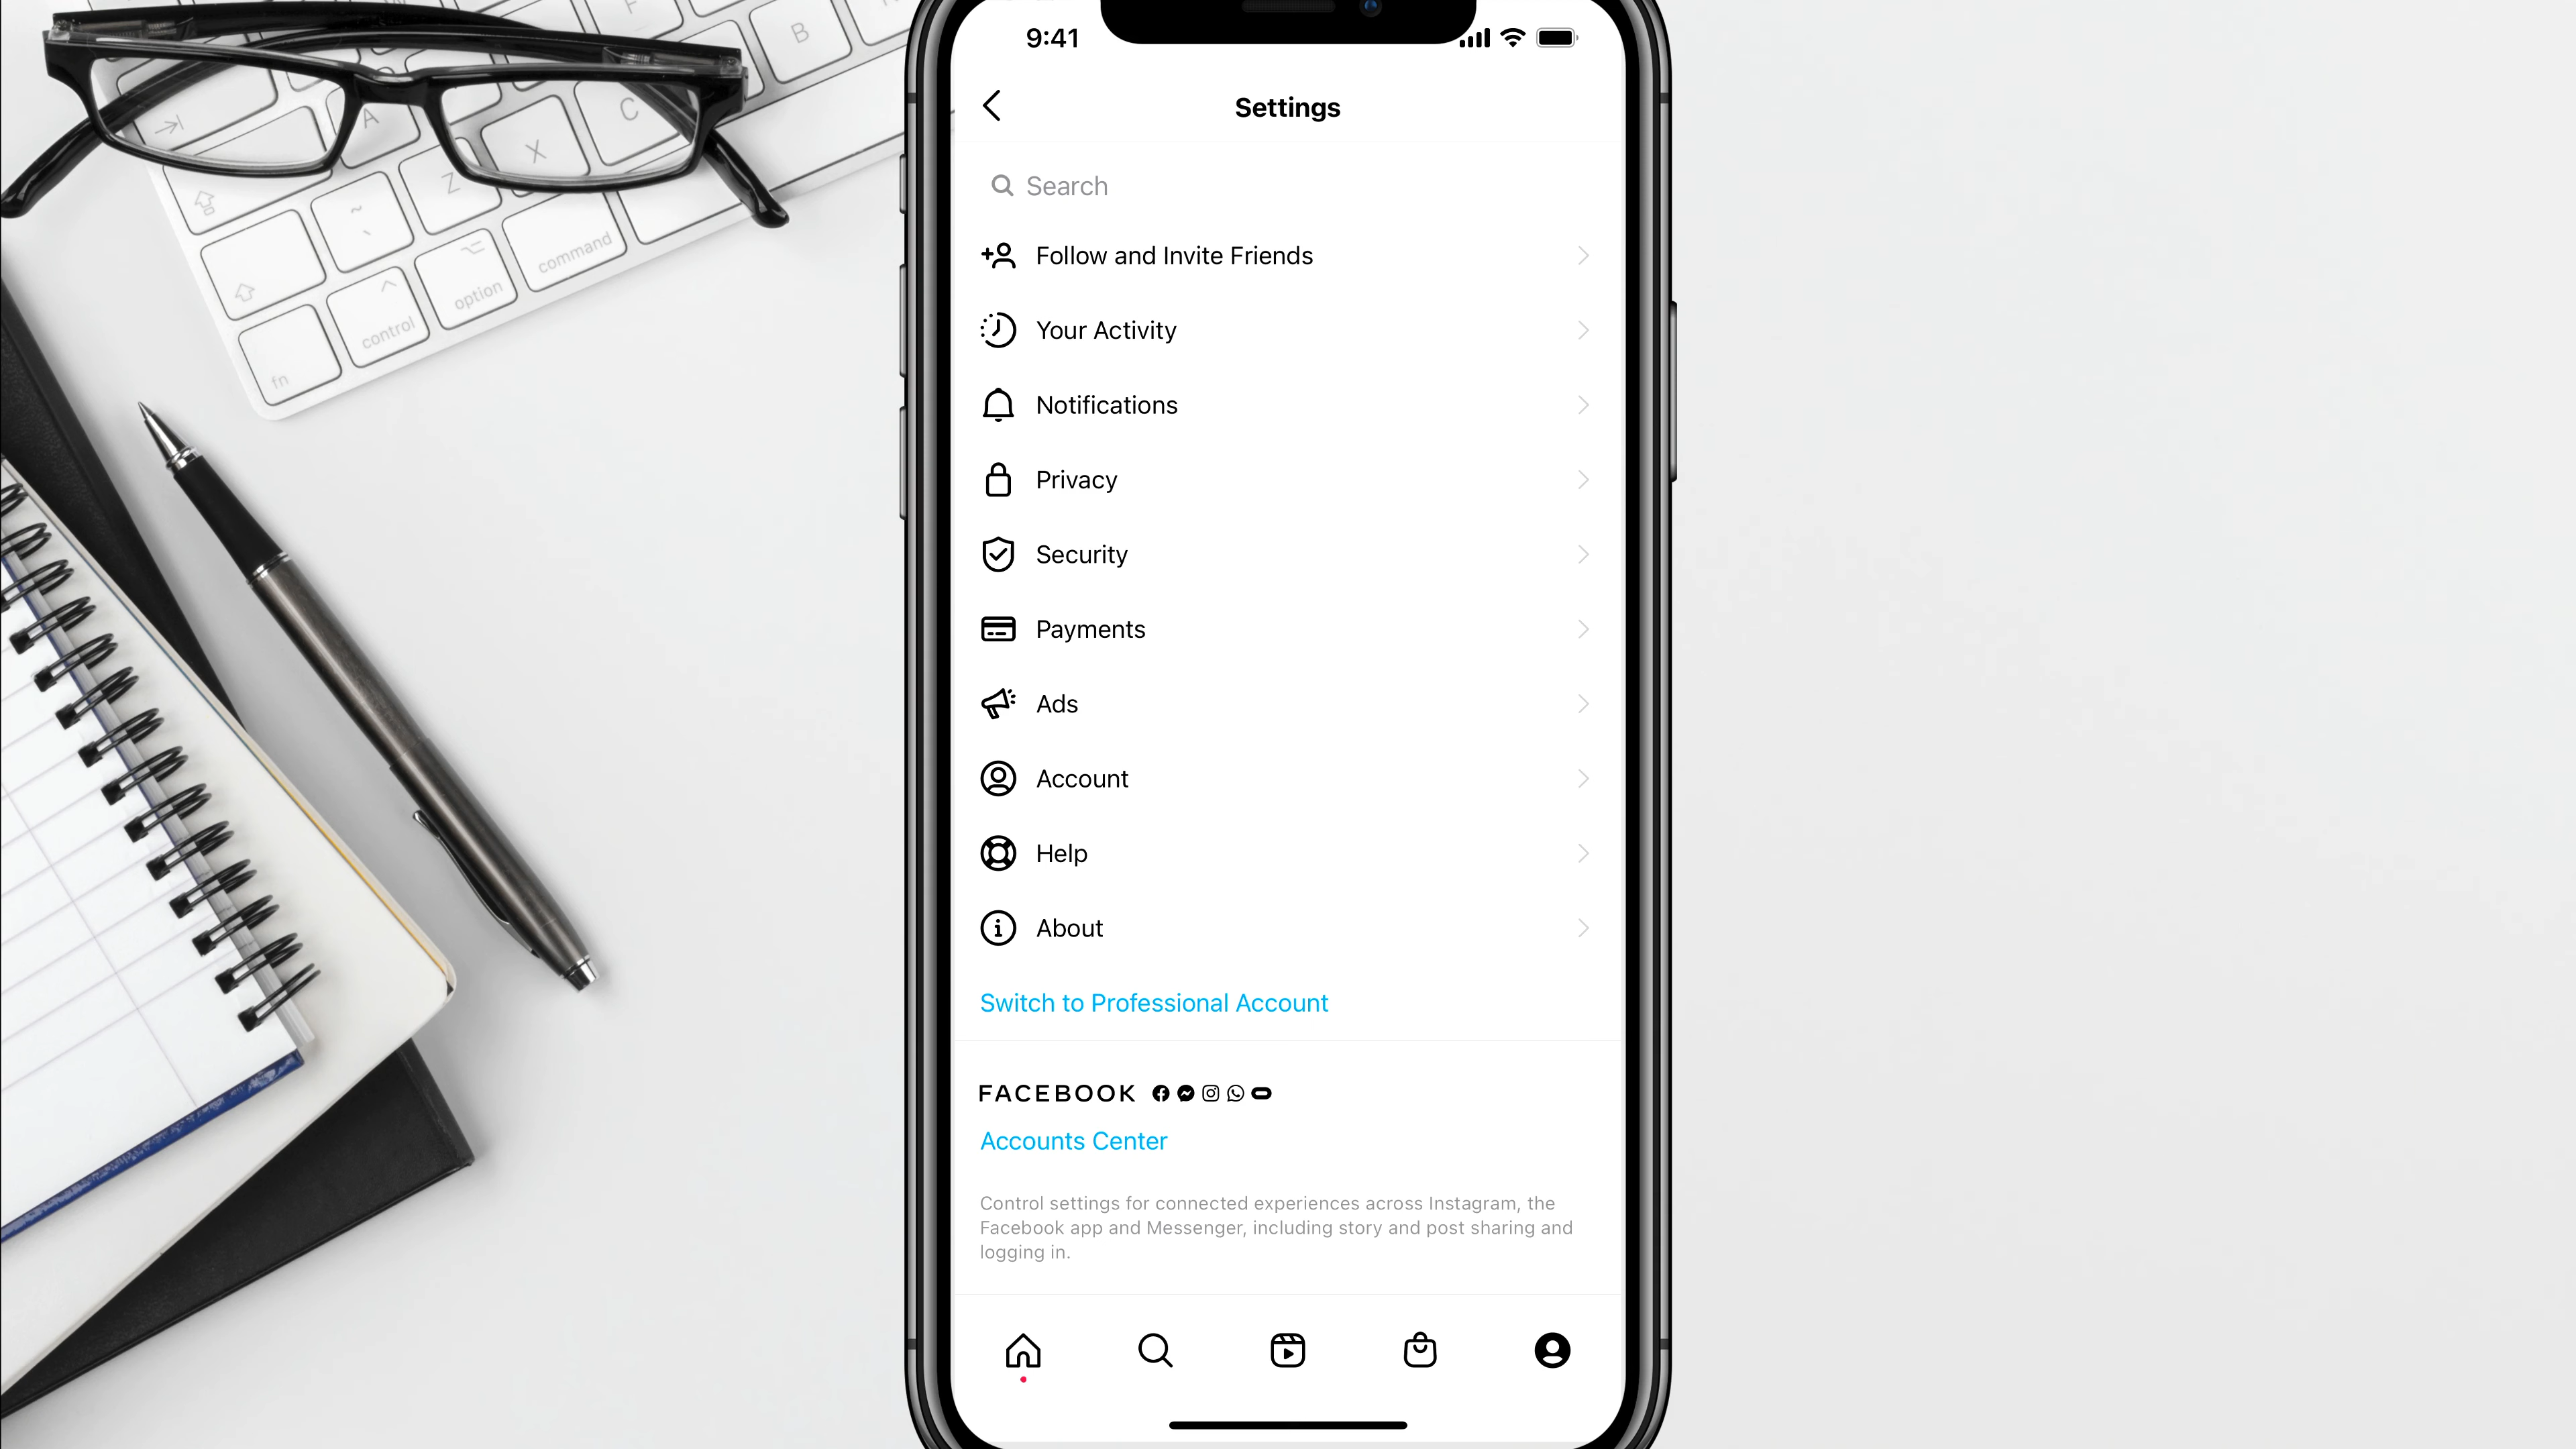 B
A
X
C
Z
~
command
option
control
fn
9:41
Settings
Search
Follow and Invite Friends
Your Activity
Notifications
Privacy
Security
Payments
Ads
Account
Help
About
Switch to Professional Account
FACEBOOK
Accounts Center
Control settings for connected experiences across Instagram, the
Facebook app and Messenger, including story and post sharing and
logging in.